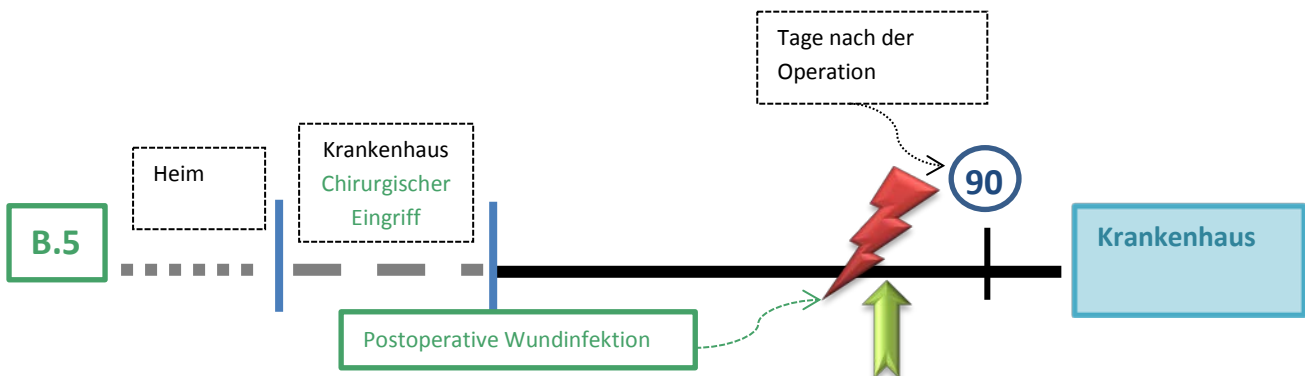 Tage nach der
Operation
Heim
Krankenhaus
Chirurgischer
Eingriff
90
B.5
Krankenhaus
Postoperative Wundinfektion